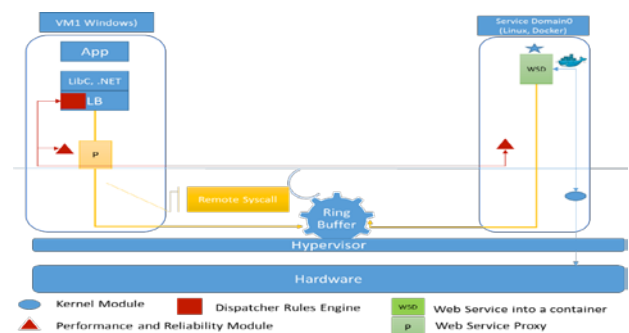 VM1 Windows)
Service Domain0
(Linux, Docker)
App
LibC, .NET
LB
WSD
P
Remote Syscall
Ring
Buffer
Hypervisor
Hardware
Kernel Module
Dispatcher Rules Engine
WSD
Web Service into a container
Performance and Reliability Module
P
Web Service Proxy